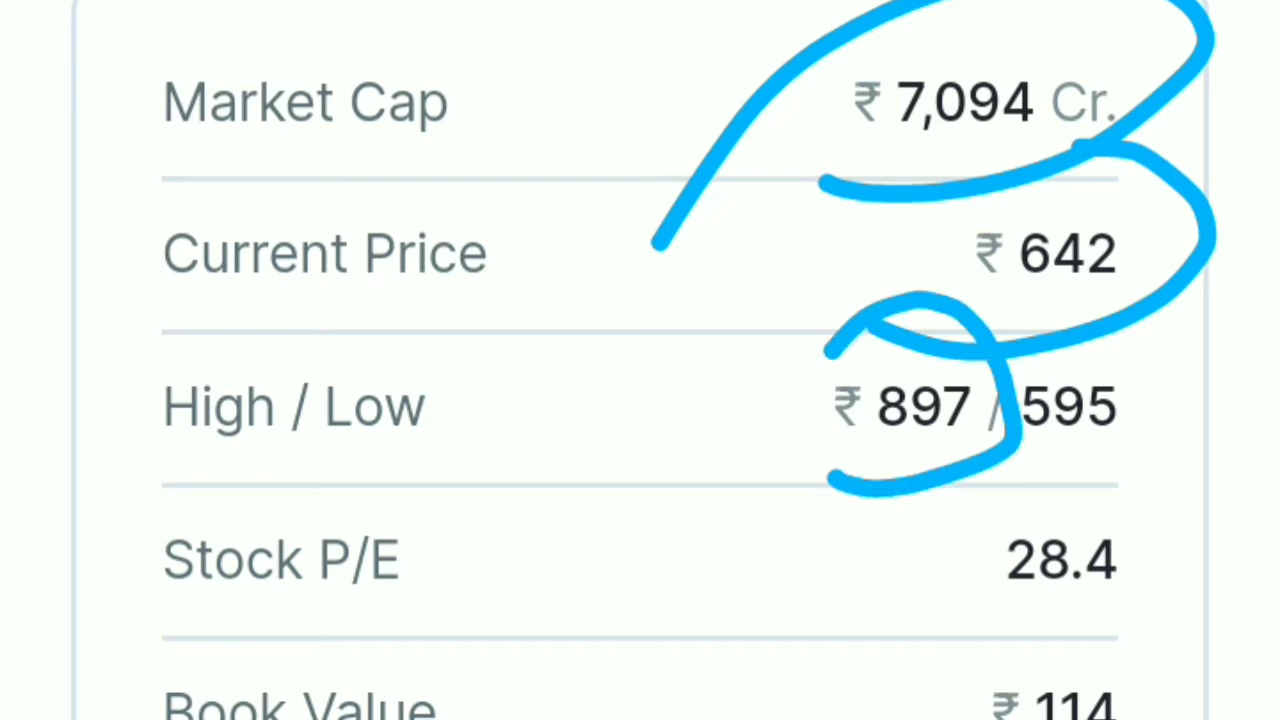 Market Cap ₹ 7,094 Cr.
Current Price ₹ 642
High / Low ₹ 897 / 595
Stock P/E 28.4
Book Value ₹ 114